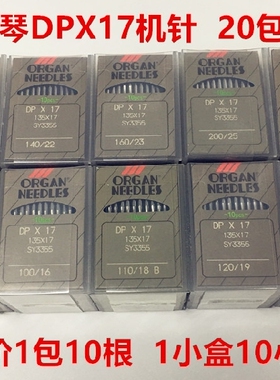 琴DPX17机针 20包
ORGAN
NEEDLES
DP X 17
135X17
SY3355
140/22
ORGAN
NEEDLES
DP X 17
135X17
SY3355
160/23
ORGAN
NEEDLES
DP X 17
135X17
SY3355
200/25
ORGAN
NEEDLES
DP X 17
135X17
SY3355
100/16
ORGAN
NEEDLES
DP X 17
135X17
SY3355
110/18 B
ORGAN
NEEDLES
DP X 17
135X17
SY3355
120/19
价1包10根 1小盒10小